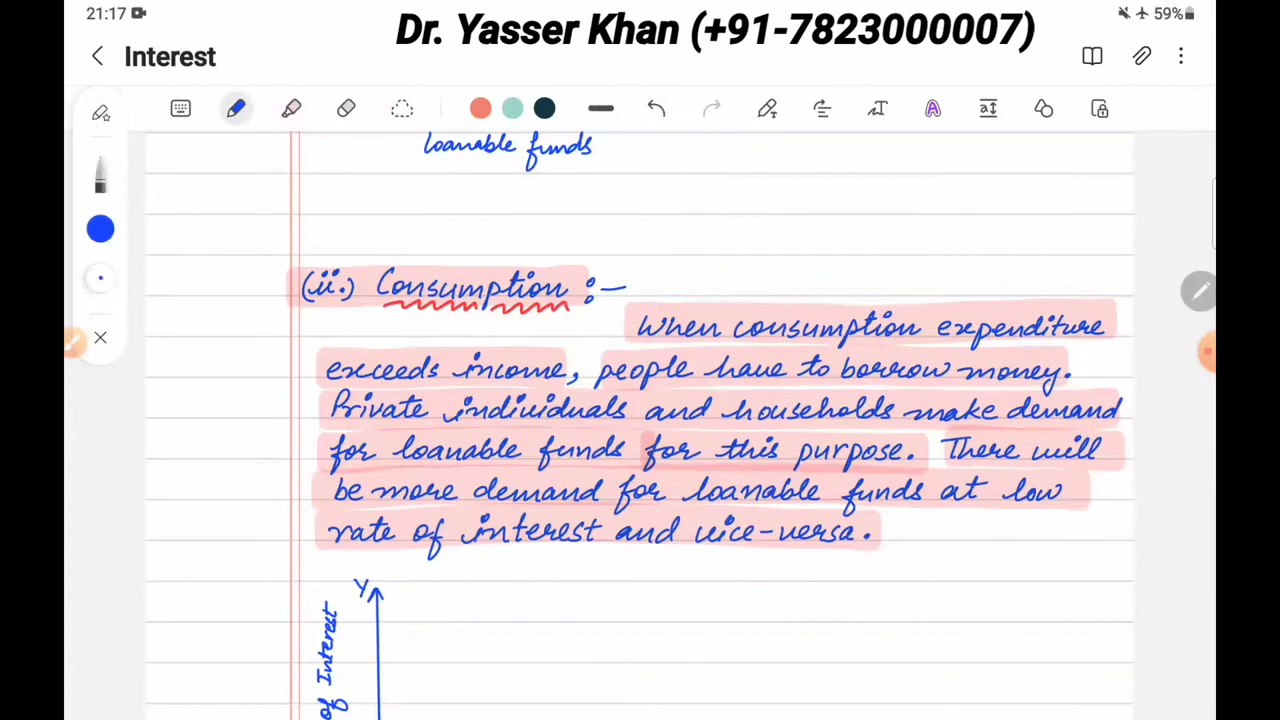 21:17
59%
Dr. Yasser Khan (+91-7823000007)
Interest
loanable funds
(ii.) Consumption :-
When consumption expenditure
exceeds income, people have to borrow money.
Private individuals and households make demand
for loanable funds for this purpose. There will
be more demand for loanable funds at low
rate of interest and vice-versa.
Y
of Interest